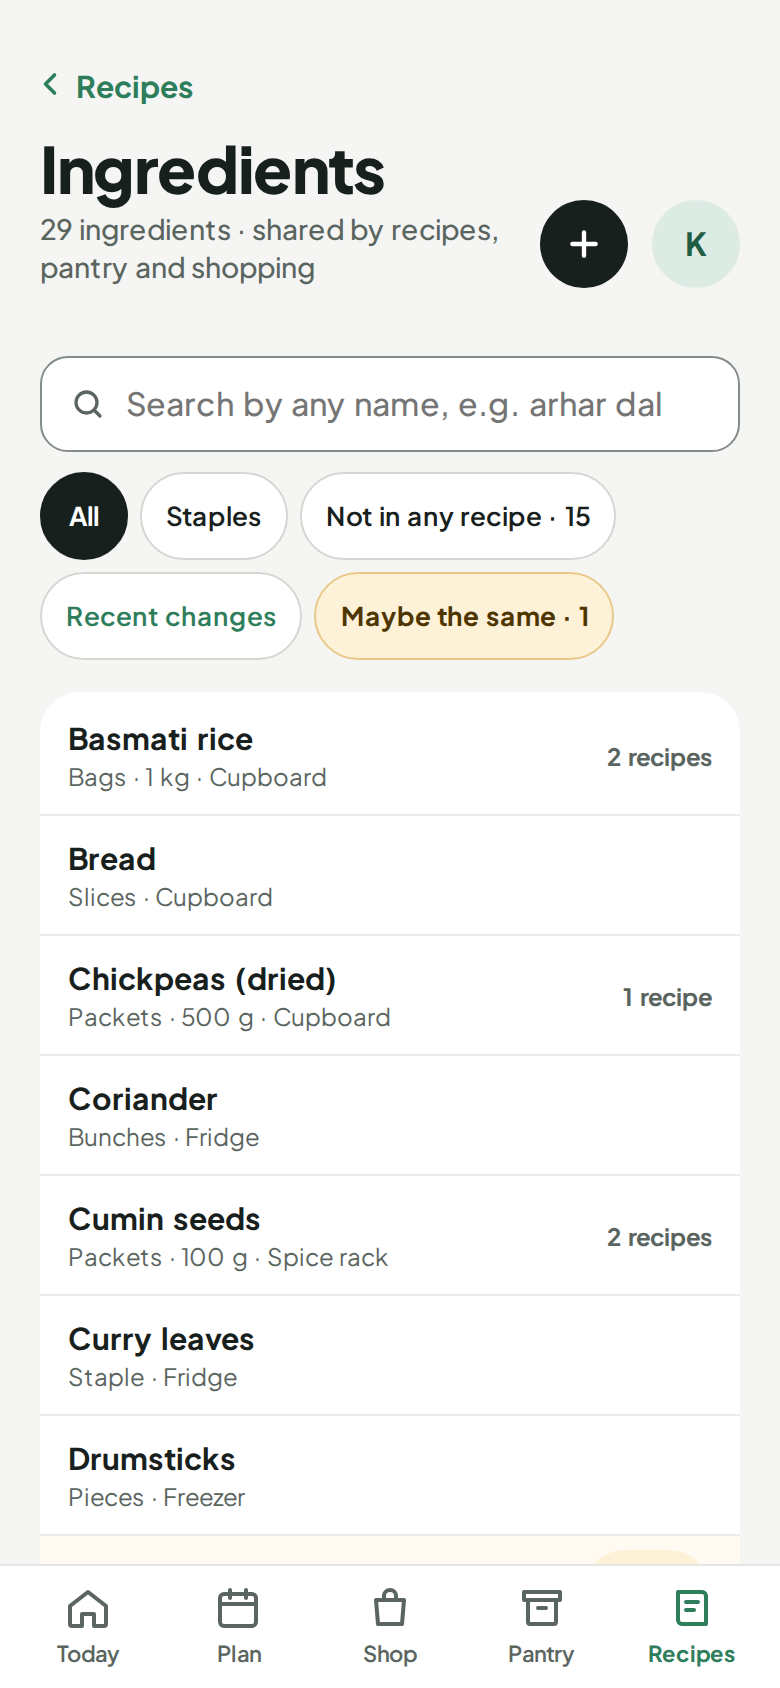 Recipes
Ingredients
29 ingredients · shared by recipes,
pantry and shopping
K
Search by any name, e.g. arhar dal
All
Staples
Not in any recipe · 15
Recent changes
Maybe the same · 1
Basmati rice
Bags · 1 kg · Cupboard
2 recipes
Bread
Slices · Cupboard
Chickpeas (dried)
Packets · 500 g · Cupboard
1 recipe
Coriander
Bunches · Fridge
Cumin seeds
Packets · 100 g · Spice rack
2 recipes
Curry leaves
Staple · Fridge
Drumsticks
Pieces · Freezer
Today
Plan
Shop
Pantry
Recipes